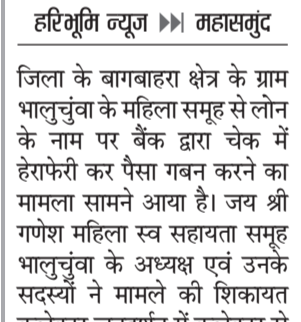 हरिभूमि न्यूज ▶▶| महासमुंद
जिला के बागबाहरा क्षेत्र के ग्राम
भालुचुंवा के महिला समूह से लोन
के नाम पर बैंक द्वारा चेक में
हेराफेरी कर पैसा गबन करने का
मामला सामने आया है। जय श्री
गणेश महिला स्व सहायता समूह
भालुचुंवा के अध्यक्ष एवं उनके
सदस्यों ने मामले की शिकायत